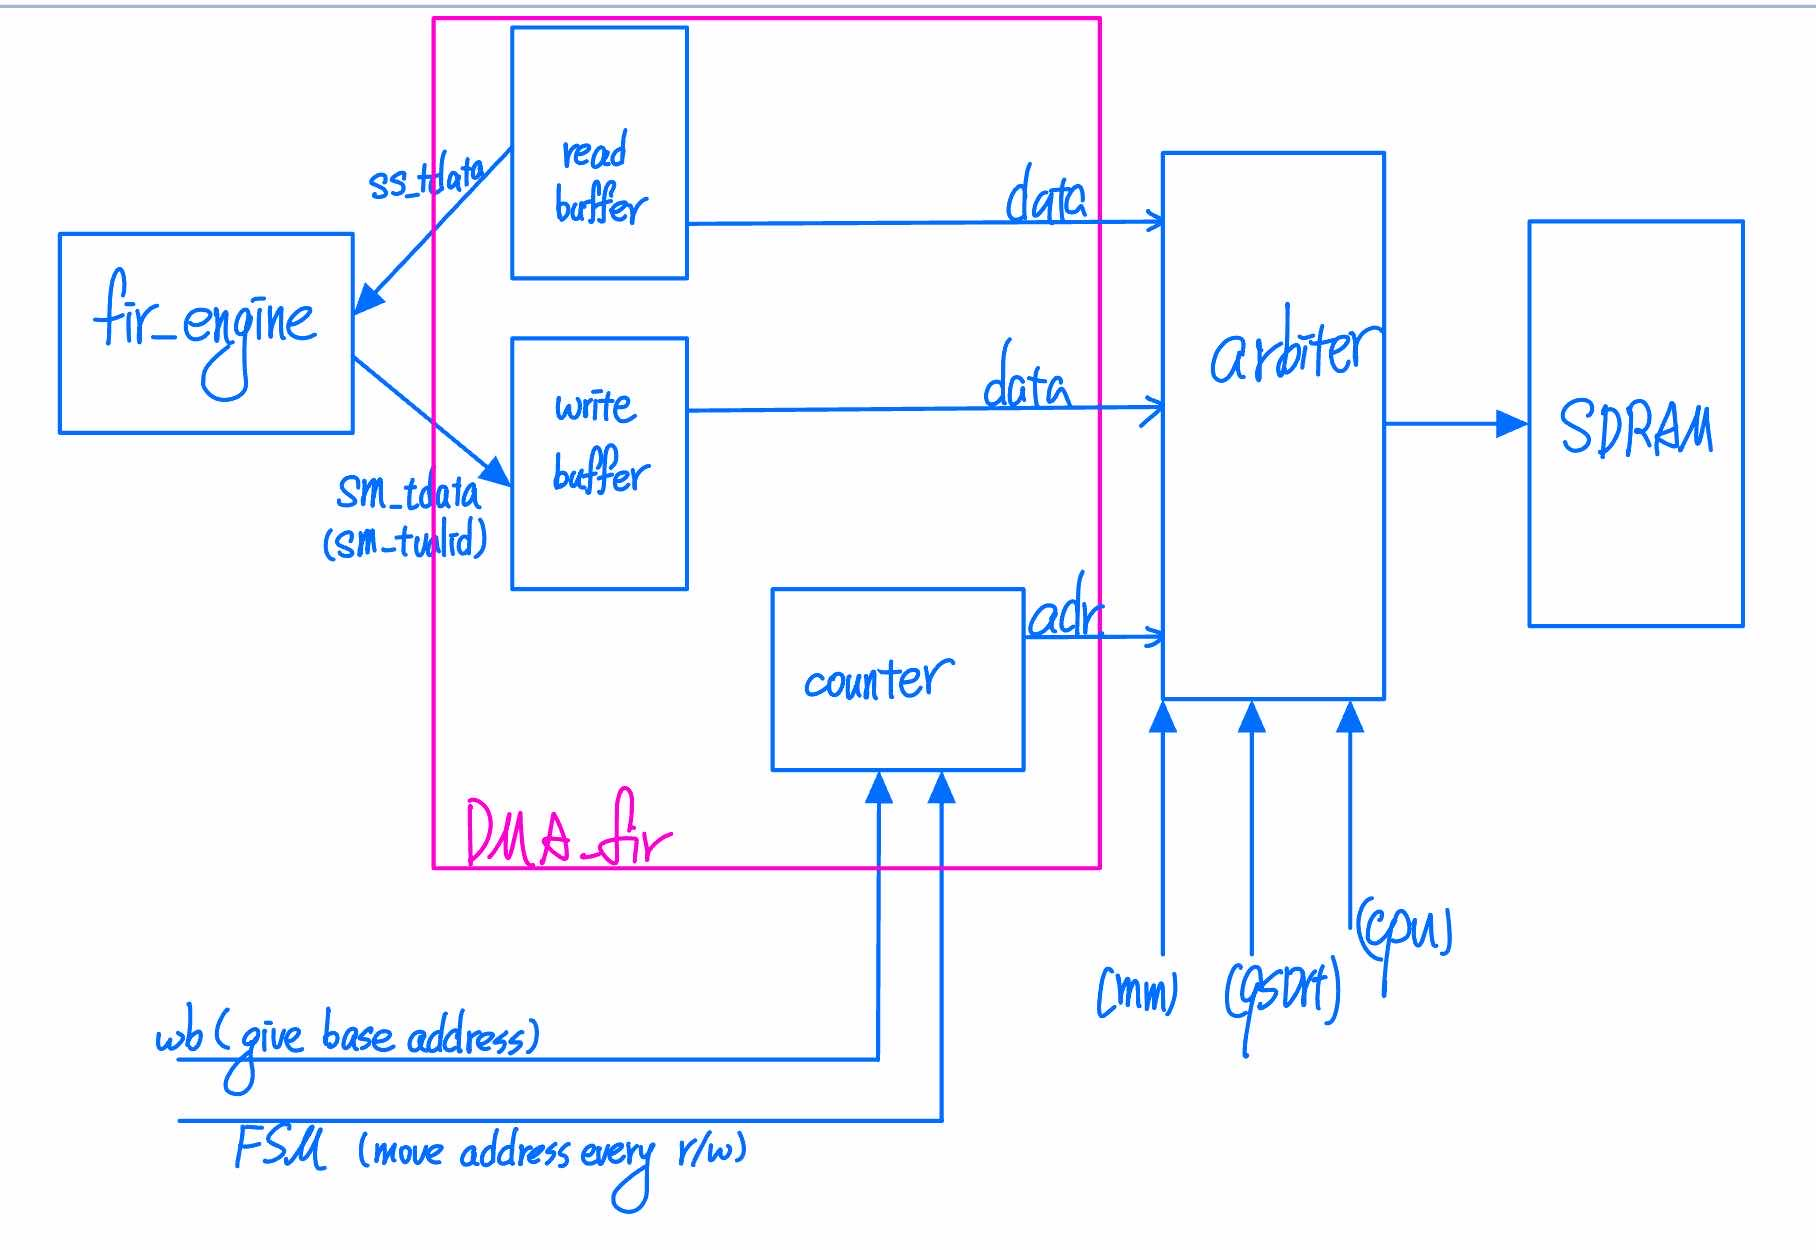 read
buffer
ss_tdata
data
fir_engine
arbiter
write
buffer
data
SDRAM
sm_tdata
(sm_tvalid)
adr
counter
DMA_fir
(mm)
(qsort)
(cpu)
wb (give base address)
FSM (move address every r/w)